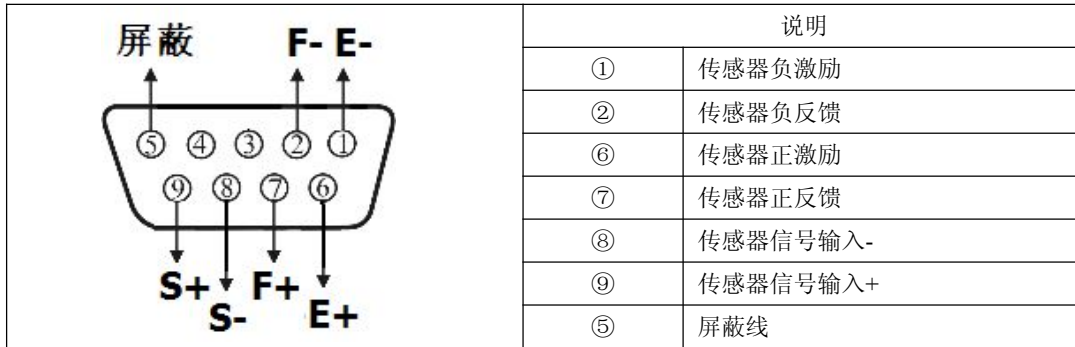 屏蔽 F- E-
⑤ ④ ③ ② ①
⑨ ⑧ ⑦ ⑥
S+ S- F+ E+
说明
① 传感器负激励
② 传感器负反馈
⑥ 传感器正激励
⑦ 传感器正反馈
⑧ 传感器信号输入-
⑨ 传感器信号输入+
⑤ 屏蔽线